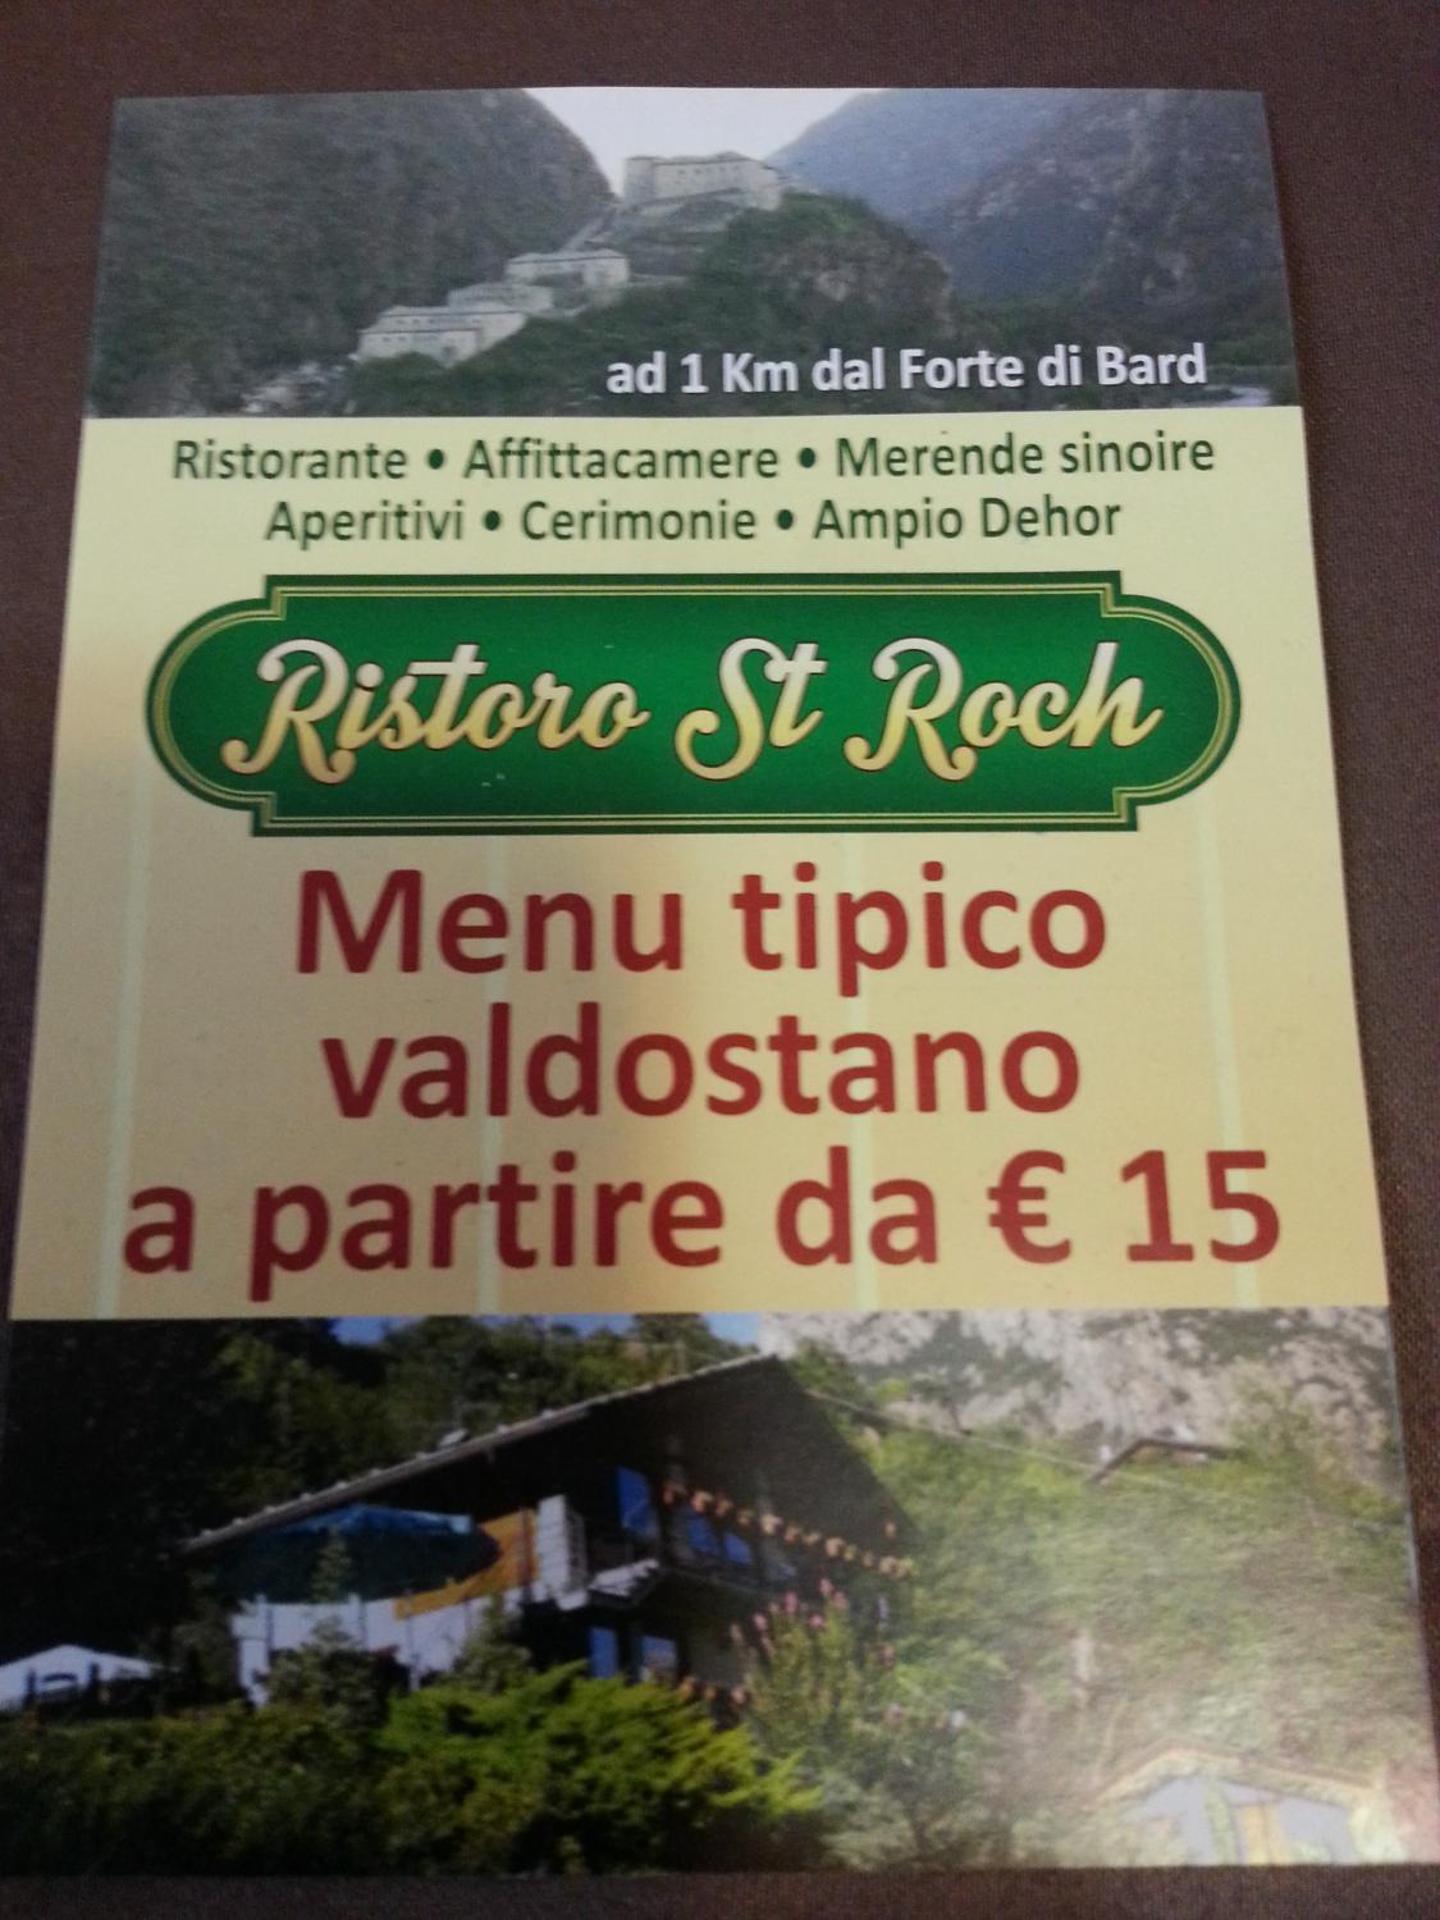 ad 1 Km dal Forte di Bard
Ristorante • Affittacamere • Merende sinoire
Aperitivi • Cerimonie • Ampio Dehor
Ristoro St Roch
Menu tipico
valdostano
a partire da € 15